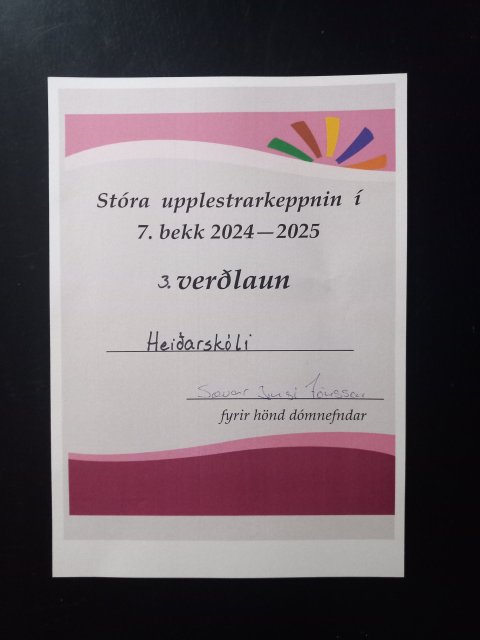 Stóra upplestrarkeppnin í
7. bekk 2024—2025
3. verðlaun
Heiðarskóli
fyrir hönd dómnefndar